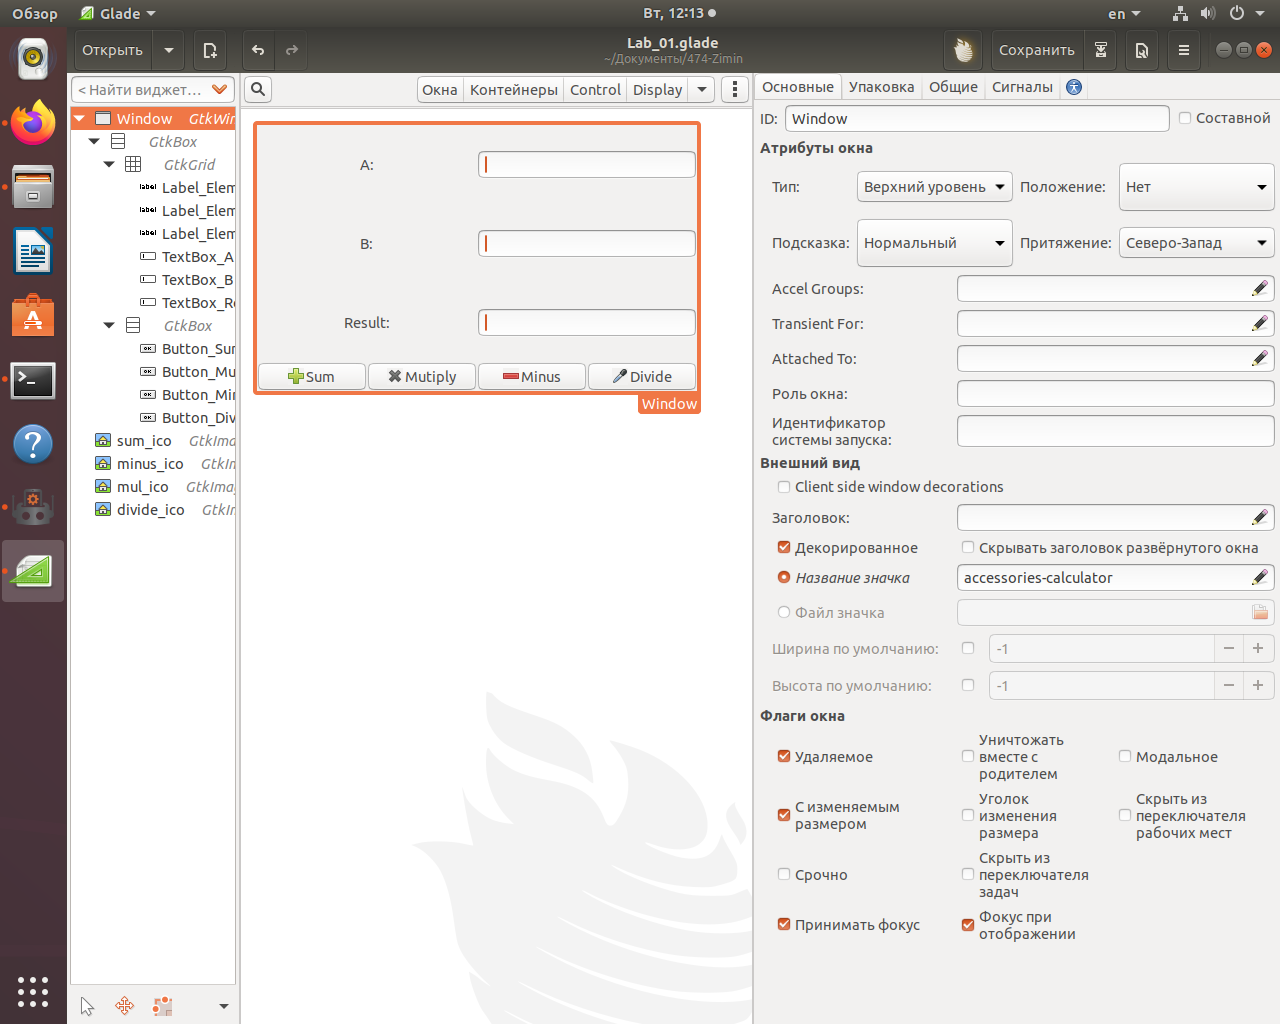 Обзор
Glade
Вт, 12:13
en
Открыть
Lab_01.glade
~/Документы/474-Zimin
Сохранить
< Найти виджет…
Window GtkWin
GtkBox
GtkGrid
Label_Elem
Label_Elem
Label_Elem
TextBox_A
TextBox_B
TextBox_Re
GtkBox
Button_Sum
Button_Mu
Button_Min
Button_Div
sum_ico GtkIma
minus_ico GtkIm
mul_ico GtkImag
divide_ico GtkIm
Окна
Контейнеры
Control
Display
A:
B:
Result:
Sum
Mutiply
Minus
Divide
Window
Основные
Упаковка
Общие
Сигналы
ID:
Window
Составной
Атрибуты окна
Тип:
Верхний уровень
Положение:
Нет
Подсказка:
Нормальный
Притяжение:
Северо-Запад
Accel Groups:
Transient For:
Attached To:
Роль окна:
Идентификатор
системы запуска:
Внешний вид
Client side window decorations
Заголовок:
Декорированное
Скрывать заголовок развёрнутого окна
Название значка
accessories-calculator
Файл значка
Ширина по умолчанию:
-1
Высота по умолчанию:
-1
Флаги окна
Удаляемое
Уничтожать
вместе с
родителем
Модальное
С изменяемым
размером
Уголок
изменения
размера
Скрыть из
переключателя
рабочих мест
Срочно
Скрыть из
переключателя
задач
Принимать фокус
Фокус при
отображении